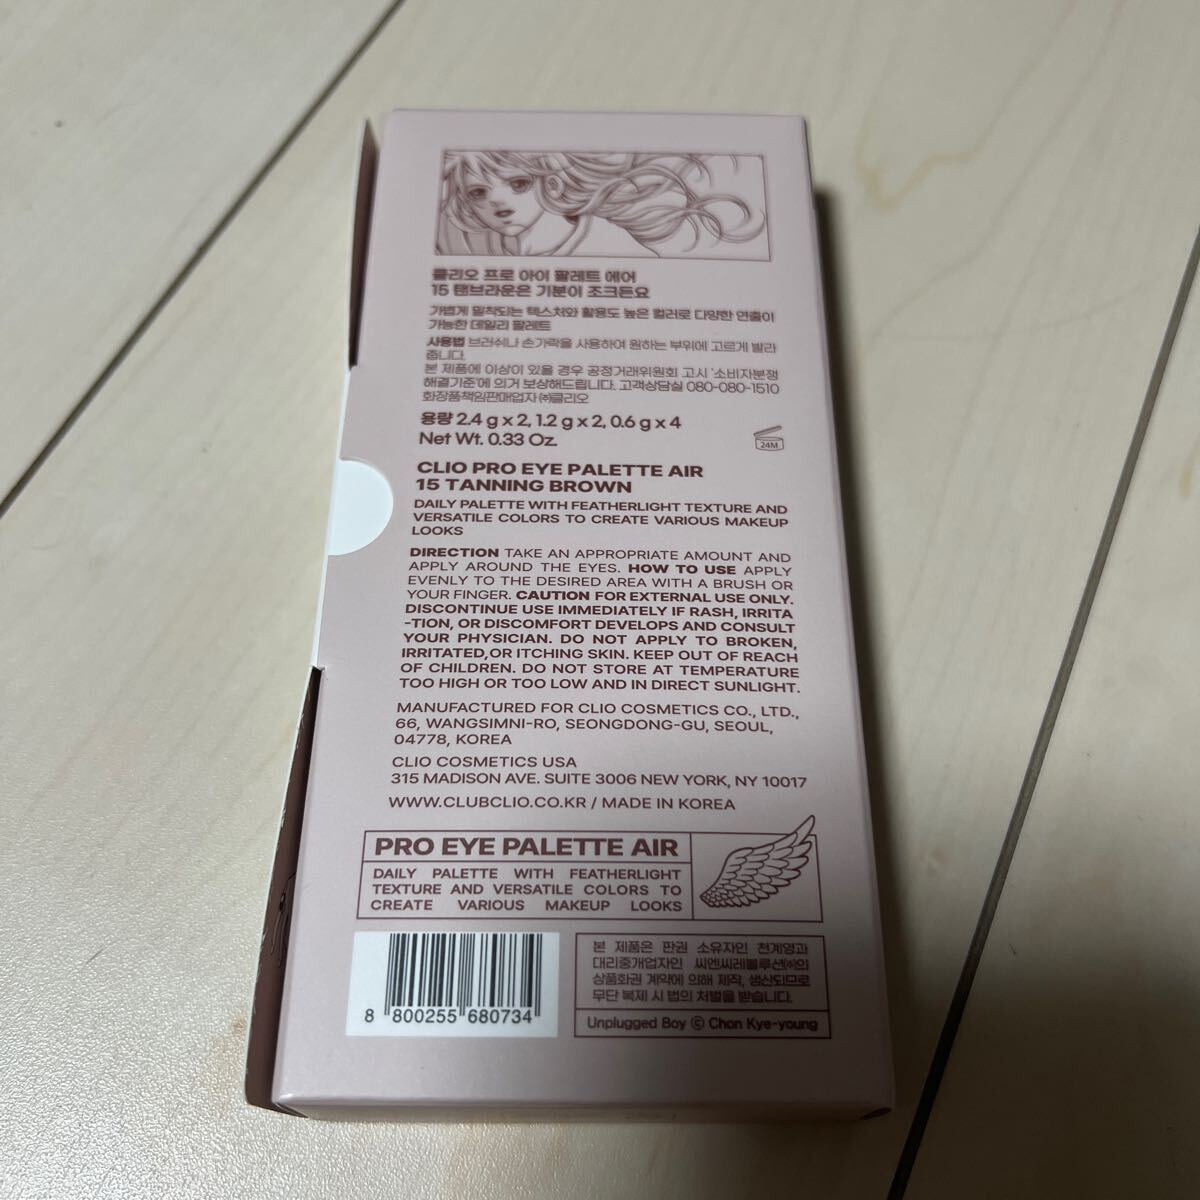 클리오 프로 아이 팔레트 에어
15 탠브라운은 기분이 조크든요
가볍게 밀착되는 텍스처와 활용도 높은 컬러로 다양한 연출이
가능한 데일리 팔레트
사용법 브러쉬나 손가락을 사용하여 원하는 부위에 고르게 발라
줍니다.
본 제품에 이상이 있을 경우 공정거래위원회 고시 '소비자분쟁
해결기준'에 의거 보상해드립니다. 고객상담실 080-080-1510
화장품책임판매업자 ㈜클리오
용량 2.4 g x 2, 1.2 g x 2, 0.6 g x 4
Net Wt. 0.33 Oz.
24M
CLIO PRO EYE PALETTE AIR
15 TANNING BROWN
DAILY PALETTE WITH FEATHERLIGHT TEXTURE AND
VERSATILE COLORS TO CREATE VARIOUS MAKEUP
LOOKS
DIRECTION TAKE AN APPROPRIATE AMOUNT AND
APPLY AROUND THE EYES. HOW TO USE APPLY
EVENLY TO THE DESIRED AREA WITH A BRUSH OR
YOUR FINGER. CAUTION FOR EXTERNAL USE ONLY.
DISCONTINUE USE IMMEDIATELY IF RASH, IRRITA
-TION, OR DISCOMFORT DEVELOPS AND CONSULT
YOUR PHYSICIAN. DO NOT APPLY TO BROKEN,
IRRITATED,OR ITCHING SKIN. KEEP OUT OF REACH
OF CHILDREN. DO NOT STORE AT TEMPERATURE
TOO HIGH OR TOO LOW AND IN DIRECT SUNLIGHT.
MANUFACTURED FOR CLIO COSMETICS CO., LTD.,
66, WANGSIMNI-RO, SEONGDONG-GU, SEOUL,
04778, KOREA
CLIO COSMETICS USA
315 MADISON AVE. SUITE 3006 NEW YORK, NY 10017
WWW.CLUBCLIO.CO.KR / MADE IN KOREA
PRO EYE PALETTE AIR
DAILY PALETTE WITH FEATHERLIGHT
TEXTURE AND VERSATILE COLORS TO
CREATE VARIOUS MAKEUP LOOKS
8 800255 680734
본 제품은 판권 소유자인 천계영과
대리중개업자인 씨엔씨레볼루션㈜의
상품화권 계약에 의해 제작, 생산되므로
무단 복제 시 법의 처벌을 받습니다.
Unplugged Boy © Chon Kye-young